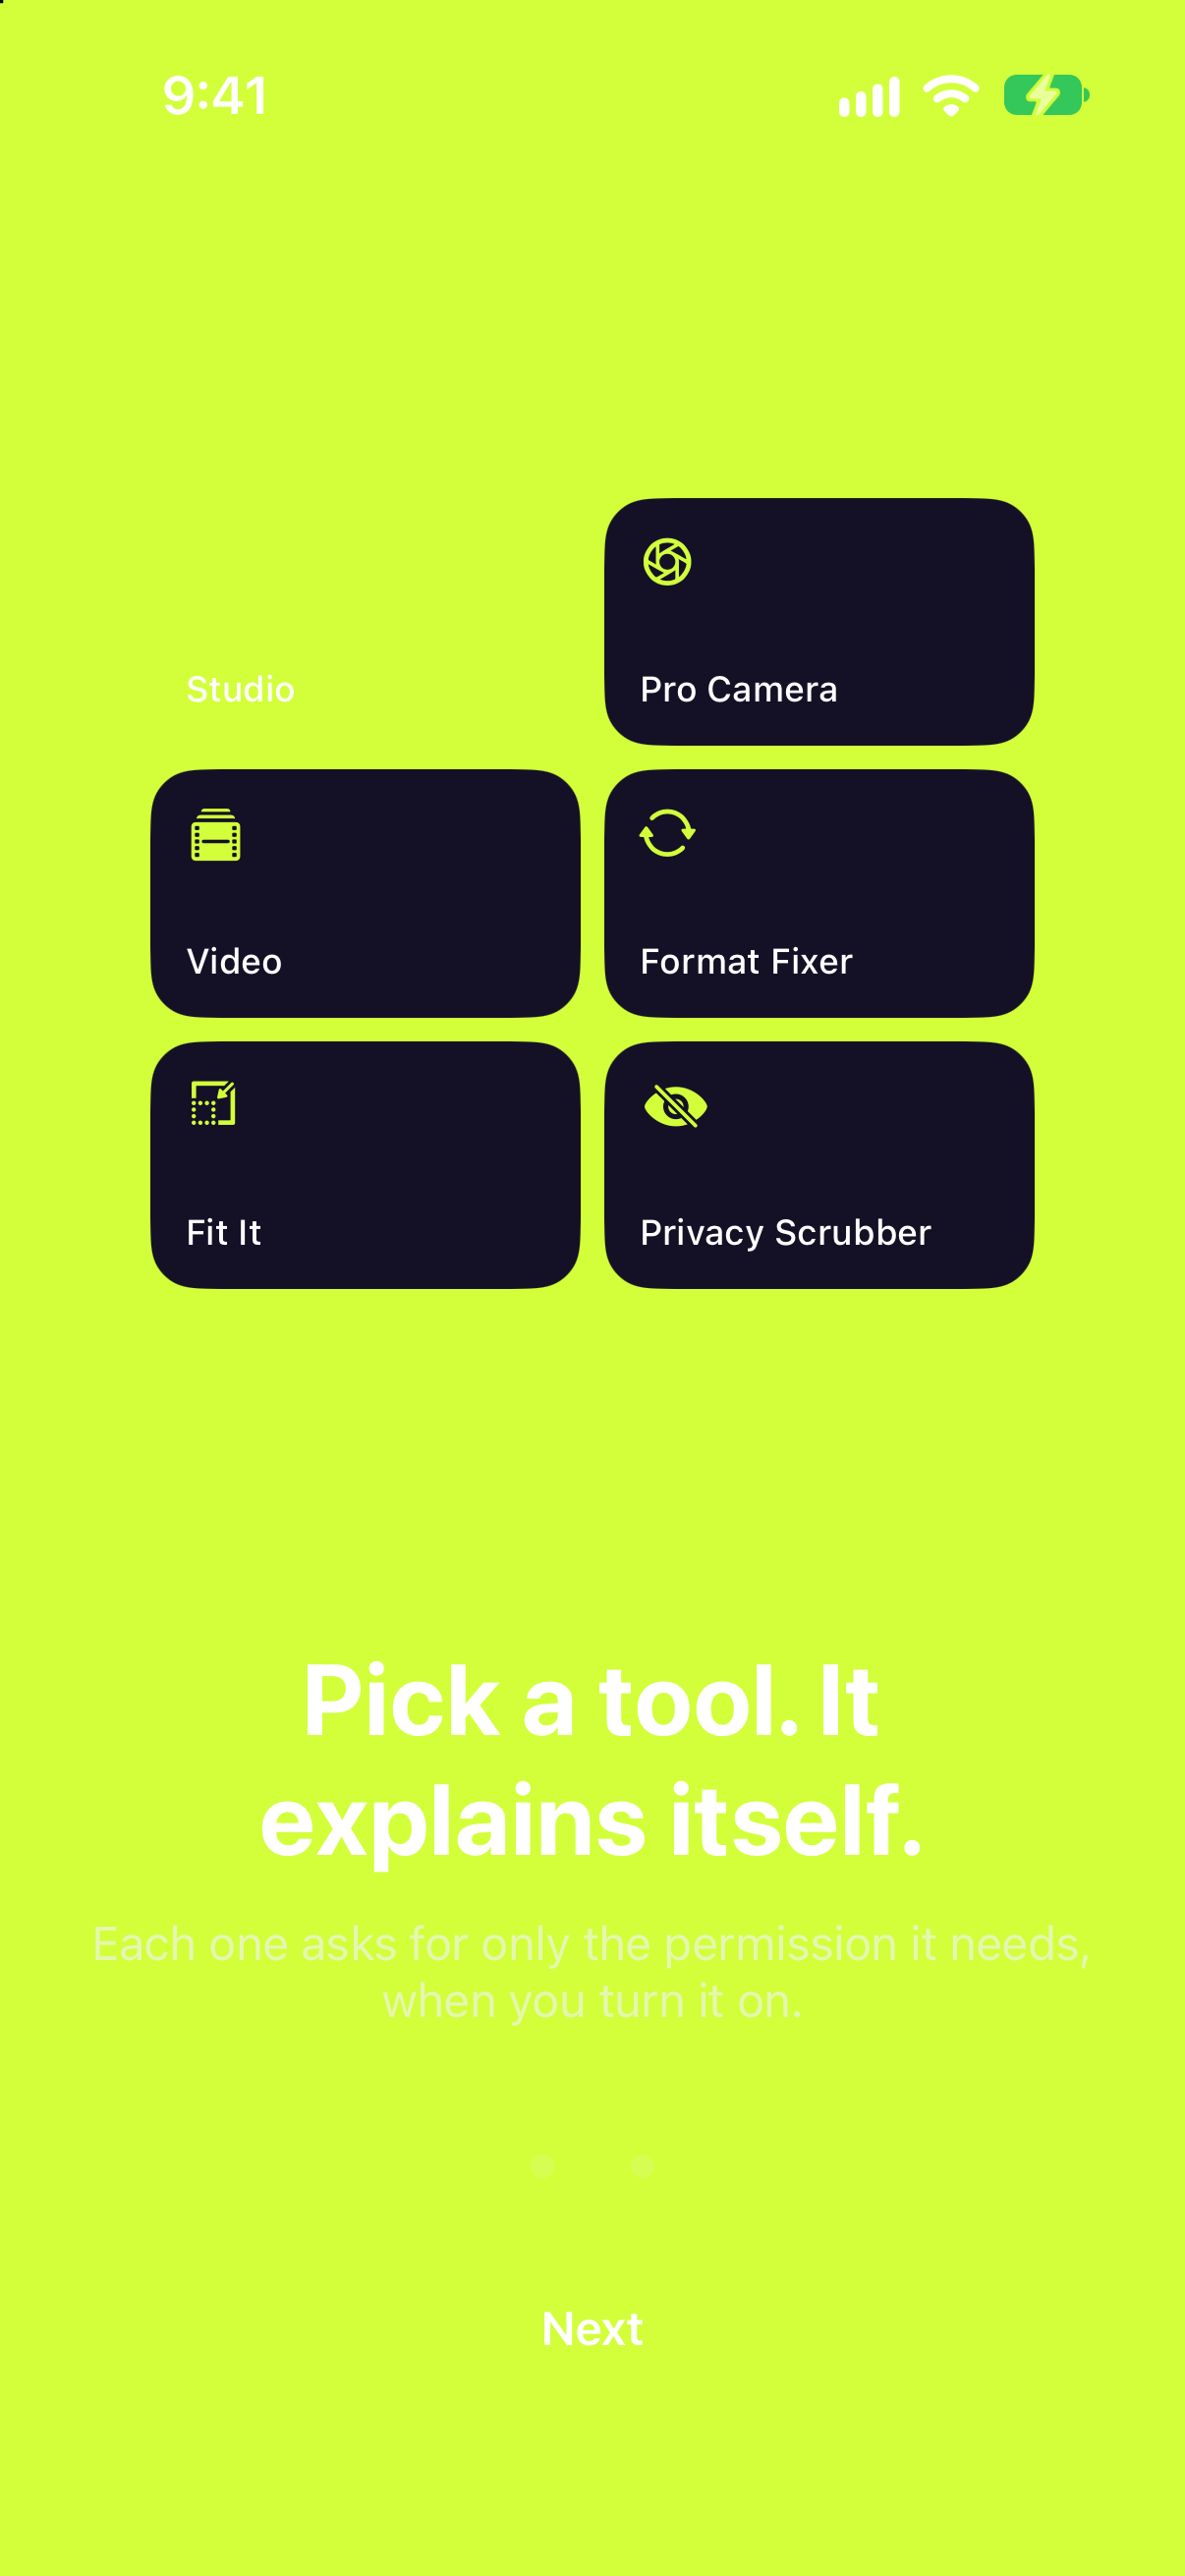 9:41
Studio
Pro Camera
Video
Format Fixer
Fit It
Privacy Scrubber
Pick a tool. It
explains itself.
Each one asks for only the permission it needs,
when you turn it on.
Next